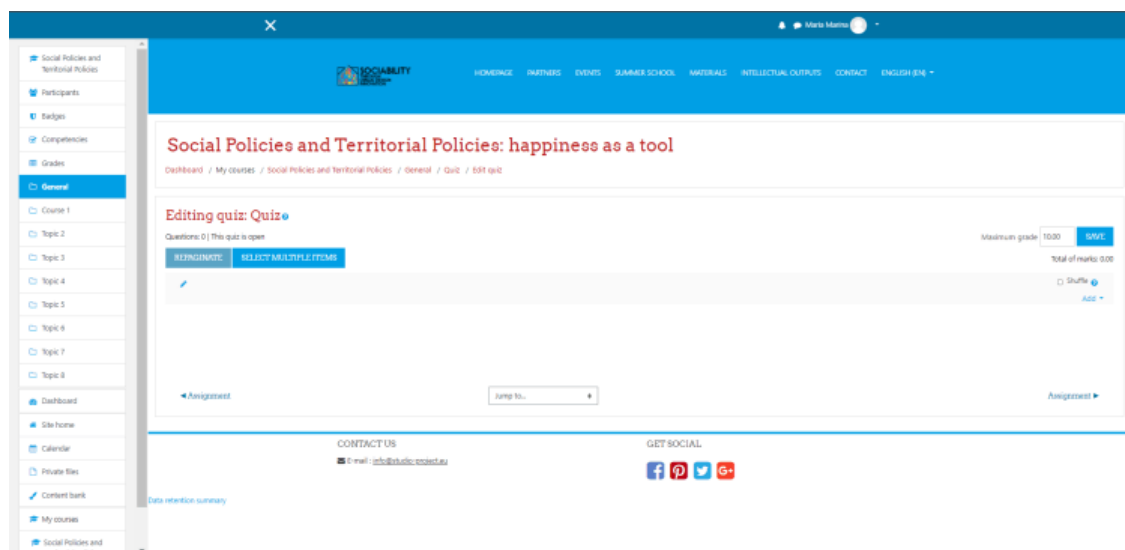 Maria Marino
Social Policies and
Territorial Policies
Participants
Badges
Competencies
Grades
General
Course 1
Topic 2
Topic 3
Topic 4
Topic 5
Topic 6
Topic 7
Topic 8
Dashboard
Site home
Calendar
Private files
Content bank
My courses
Social Policies and
SOCIABILITY
HOMEPAGE PARTNERS EVENTS SUMMER SCHOOL MATERIALS INTELLECTUAL OUTPUTS CONTACT ENGLISH (EN)
Social Policies and Territorial Policies: happiness as a tool
Dashboard / My courses / Social Policies and Territorial Policies / General / Quiz / Edit quiz
Editing quiz: Quiz
Questions: 0 | This quiz is open
Maximum grade 10.00 SAVE
REPAGINATE SELECT MULTIPLE ITEMS
Total of marks: 0.00
Shuffle
Add
◄ Assignment
Jump to...
Assignment ►
CONTACT US
E-mail : info@studio-project.eu
GET SOCIAL
Data retention summary